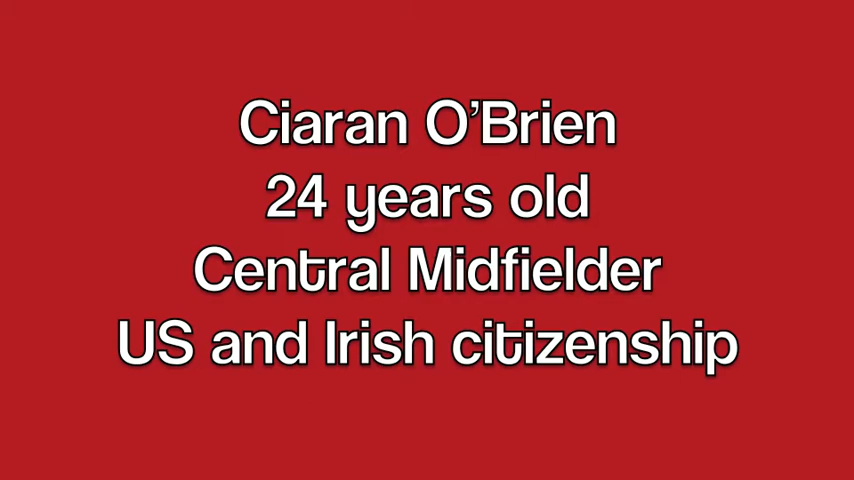 Ciaran O’Brien
24 years old
Central Midfielder
US and Irish citizenship